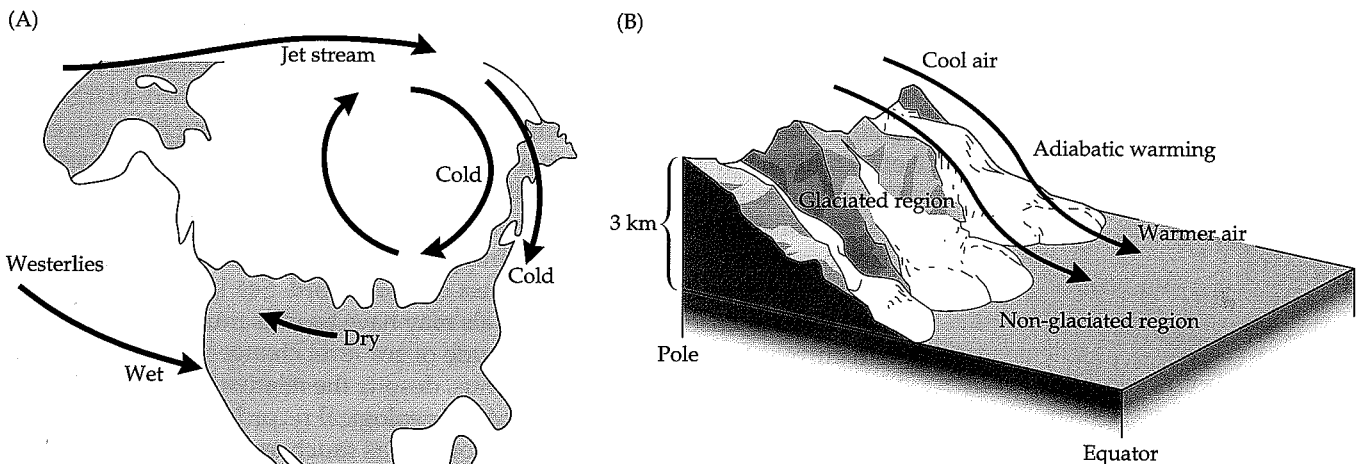 (A)
Jet stream
Cold
Cold
Westerlies
Dry
Wet
(B)
Cool air
Adiabatic warming
Glaciated region
3 km
Warmer air
Non-glaciated region
Pole
Equator